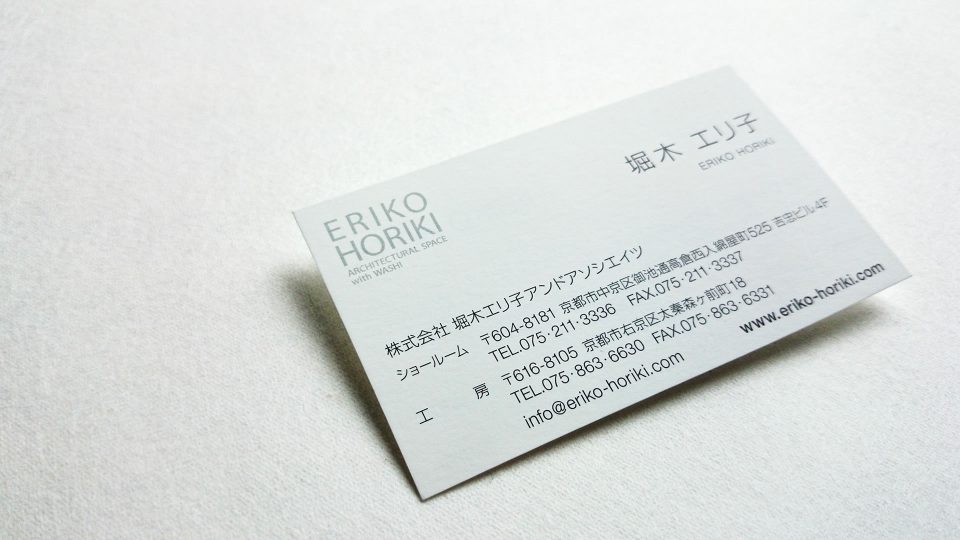 堀木 エリ子
ERIKO HORIKI
ERIKO
HORIKI
ARCHITECTURAL SPACE
with WASHI
株式会社 堀木エリ子アンドアソシエイツ
ショールーム 〒604-8181 京都市中京区御池通高倉西入綿屋町525 吉忠ビル4F
TEL.075・211・3336 FAX.075・211・3337
工房 〒616-8105 京都市右京区太秦森ヶ前町18
TEL.075・863・6630 FAX.075・863・6331
info@eriko-horiki.com www.eriko-horiki.com